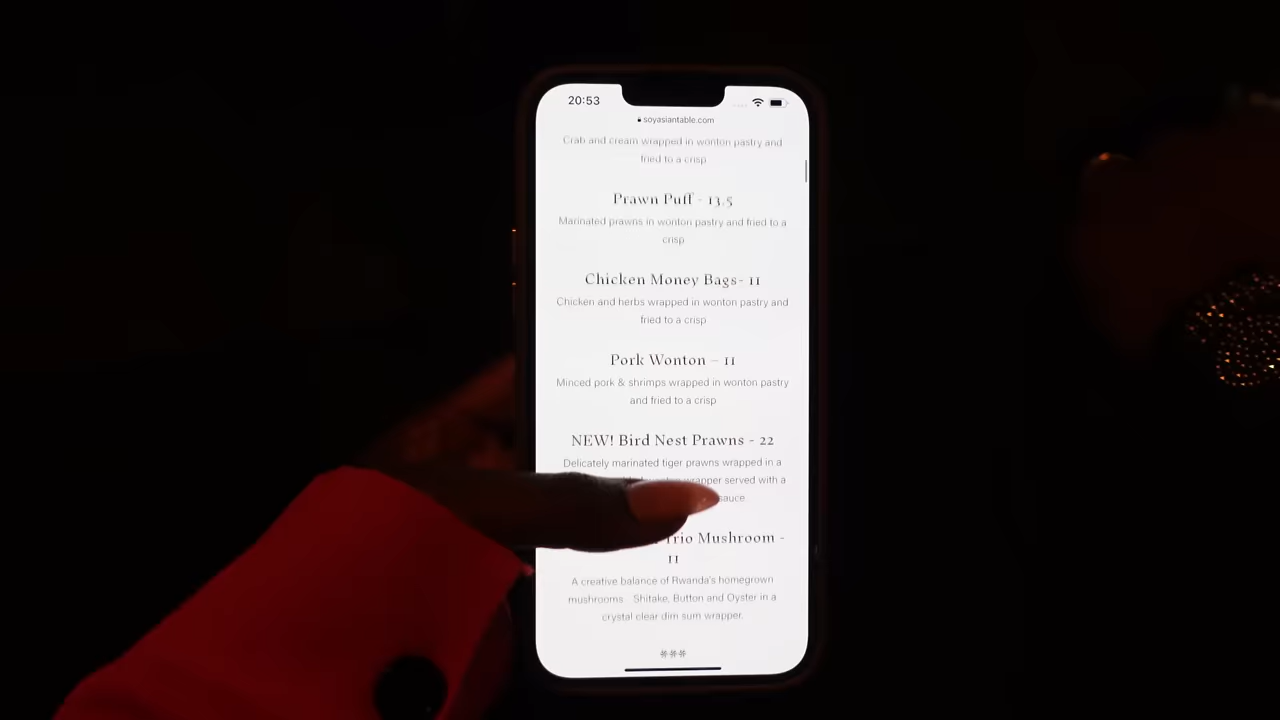 20:53
soyasiantable.com
Crab and cream wrapped in wonton pastry and
fried to a crisp
Prawn Puff - 13.5
Marinated prawns in wonton pastry and fried to a
crisp
Chicken Money Bags- 11
Chicken and herbs wrapped in wonton pastry and
fried to a crisp
Pork Wonton – 11
Minced pork & shrimps wrapped in wonton pastry
and fried to a crisp
NEW! Bird Nest Prawns - 22
Delicately marinated tiger prawns wrapped in a
wrapper served with a
sauce
Trio Mushroom -
11
A creative balance of Rwanda's homegrown
mushrooms Shitake, Button and Oyster in a
crystal clear dim sum wrapper.
***